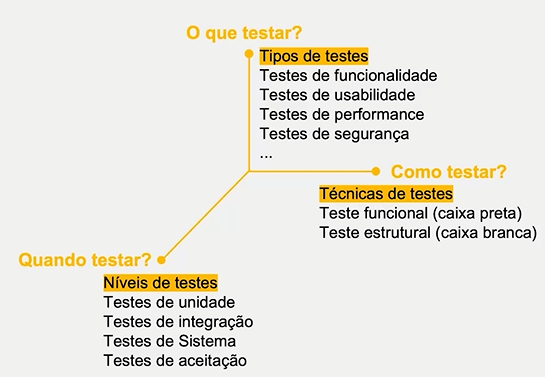 O que testar?
Tipos de testes
Testes de funcionalidade
Testes de usabilidade
Testes de performance
Testes de segurança
...
Como testar?
Técnicas de testes
Teste funcional (caixa preta)
Teste estrutural (caixa branca)
Quando testar?
Níveis de testes
Testes de unidade
Testes de integração
Testes de Sistema
Testes de aceitação